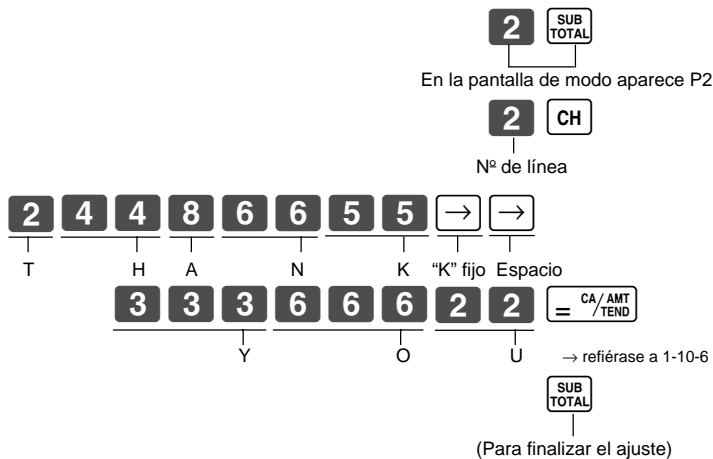 2 SUB TOTAL
En la pantalla de modo aparece P2
2 CH
Nº de línea
2 4 4 8 6 6 5 5 → →
T H A N K "K" fijo Espacio
3 3 3 6 6 6 2 2 = CA/AMT TEND
Y O U → refiérase a 1-10-6
SUB TOTAL
(Para finalizar el ajuste)